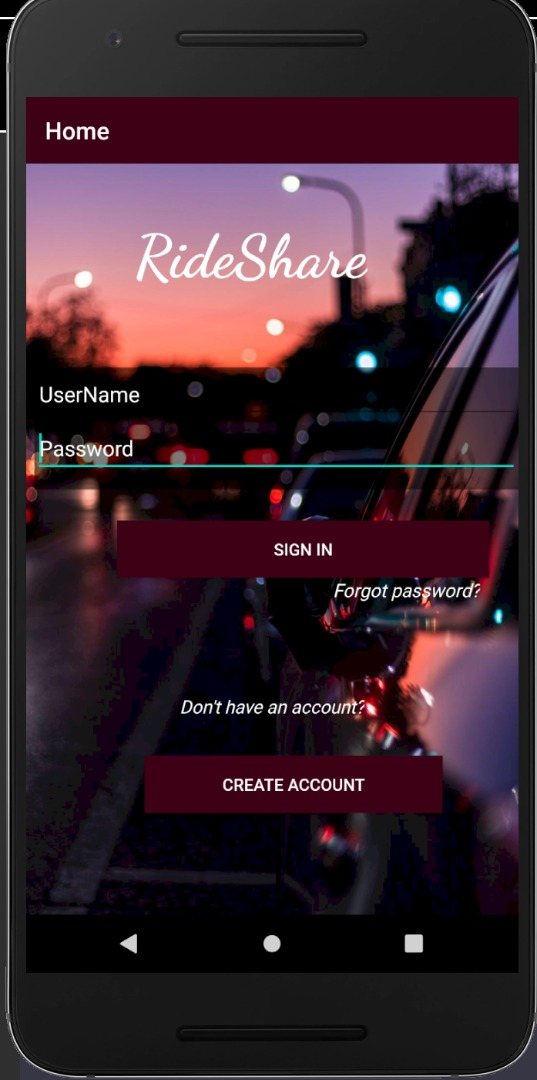 Home
RideShare
UserName
Password
SIGN IN
Forgot password?
Don't have an account?
CREATE ACCOUNT